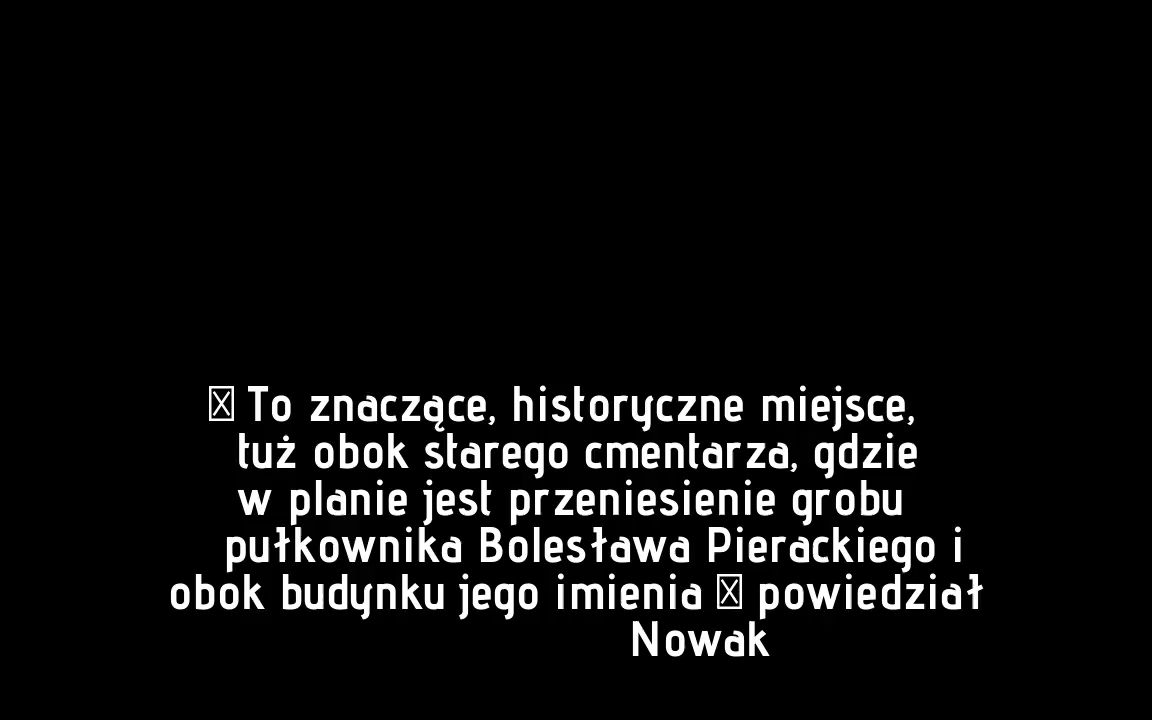 ☒ To znaczące, historyczne miejsce,
tuż obok starego cmentarza, gdzie
w planie jest przeniesienie grobu
pułkownika Bolesława Pierackiego i
obok budynku jego imienia ☒ powiedział
Nowak